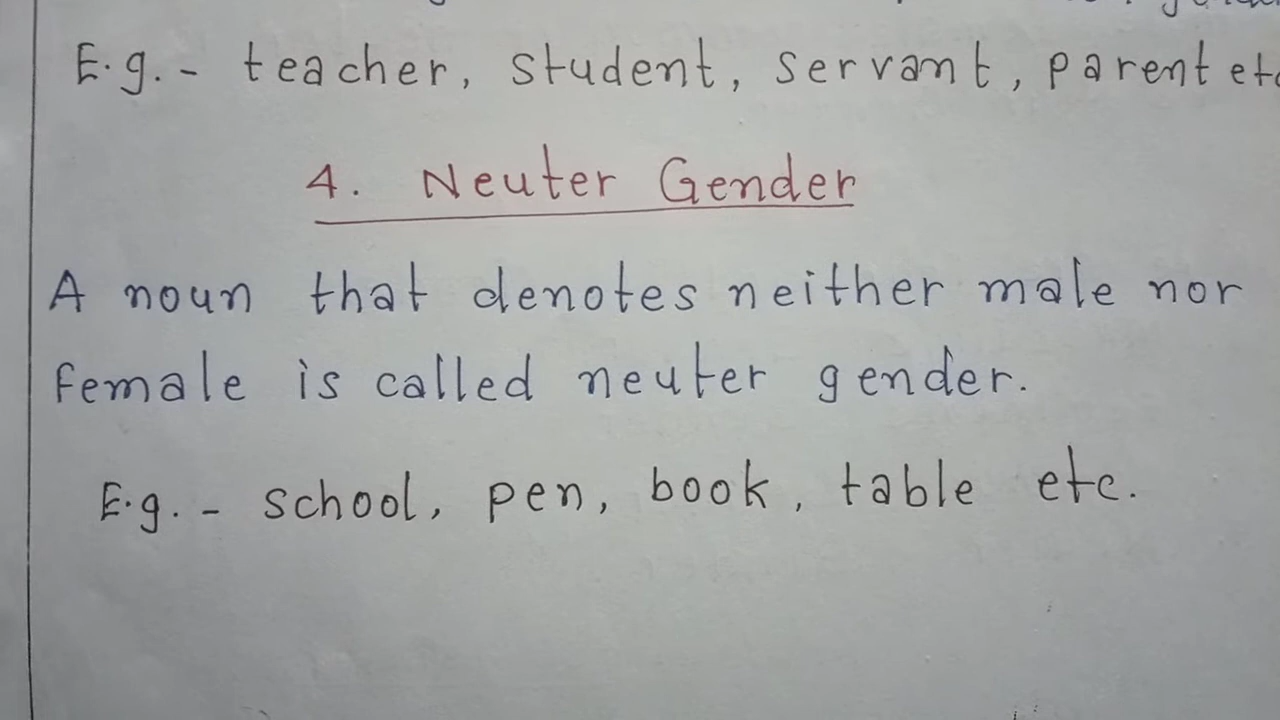 E.g. - teacher, student, servant, parent etc
4. Neuter Gender
A noun that denotes neither male nor
female is called neuter gender.
E.g. - school, pen, book, table etc.